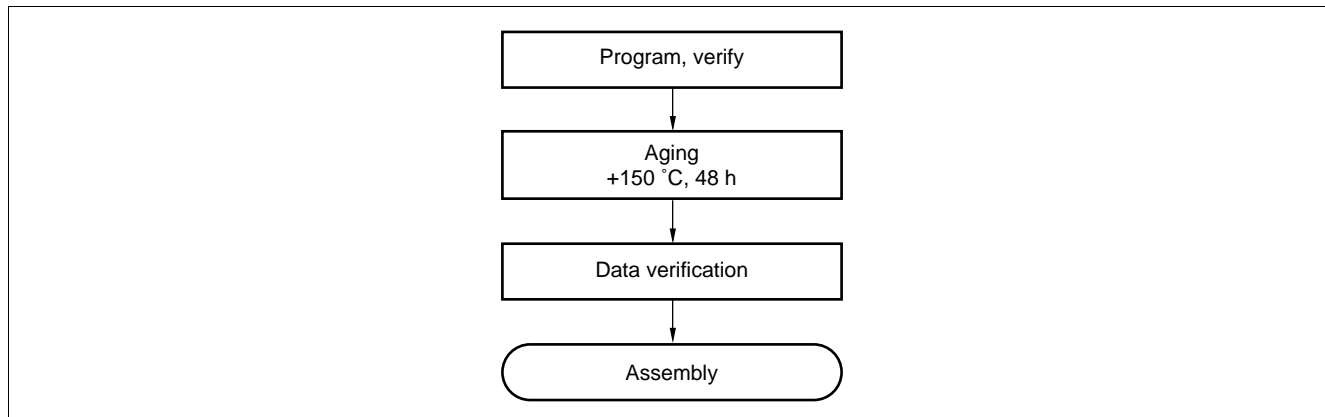 Program, verify
Aging
+150 ˚C, 48 h
Data verification
Assembly